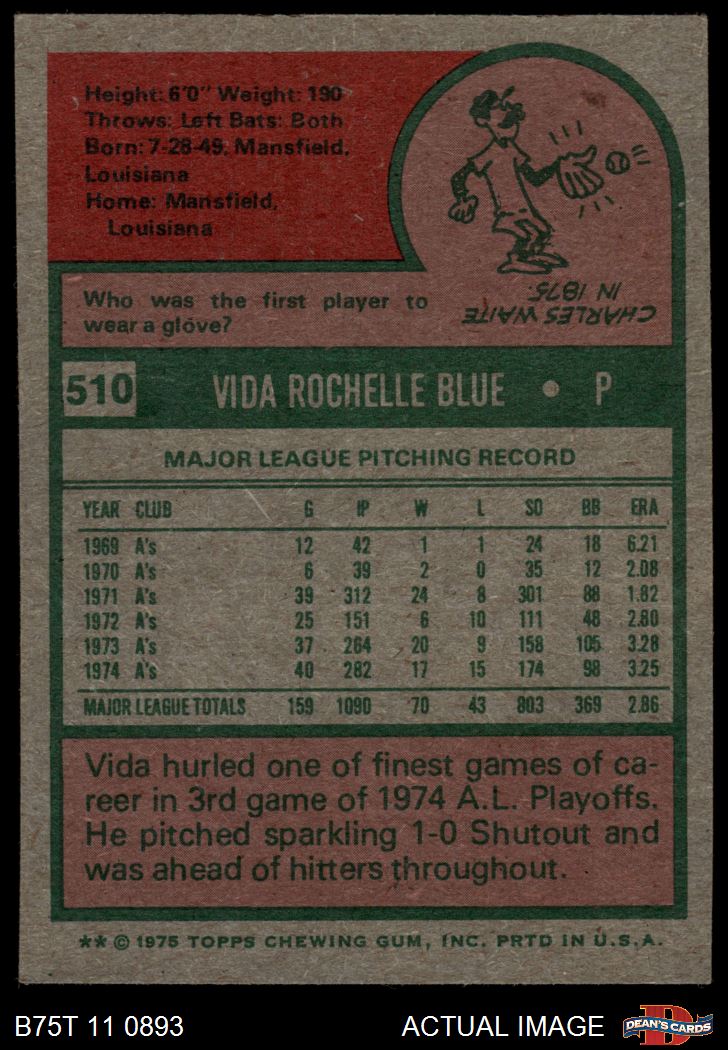 Height: 6'0" Weight: 190
Throws: Left Bats: Both
Born: 7-28-49, Mansfield,
Louisiana
Home: Mansfield,
Louisiana
CHARLES WAITE
IN 1875.
Who was the first player to
wear a glove?
510 VIDA ROCHELLE BLUE • P
MAJOR LEAGUE PITCHING RECORD
YEAR CLUB G IP W L SO BB ERA
1969 A's 12 42 1 1 24 18 6.21
1970 A's 6 39 2 0 35 12 2.08
1971 A's 39 312 24 8 301 88 1.82
1972 A's 25 151 6 10 111 48 2.80
1973 A's 37 264 20 9 158 105 3.28
1974 A's 40 282 17 15 174 98 3.25
MAJOR LEAGUE TOTALS 159 1090 70 43 803 369 2.86
Vida hurled one of finest games of ca-
reer in 3rd game of 1974 A.L. Playoffs.
He pitched sparkling 1-0 Shutout and
was ahead of hitters throughout.
** © 1975 TOPPS CHEWING GUM, INC. PRTD IN U.S.A.
B75T 11 0893 ACTUAL IMAGE
D
DEAN'S CARDS